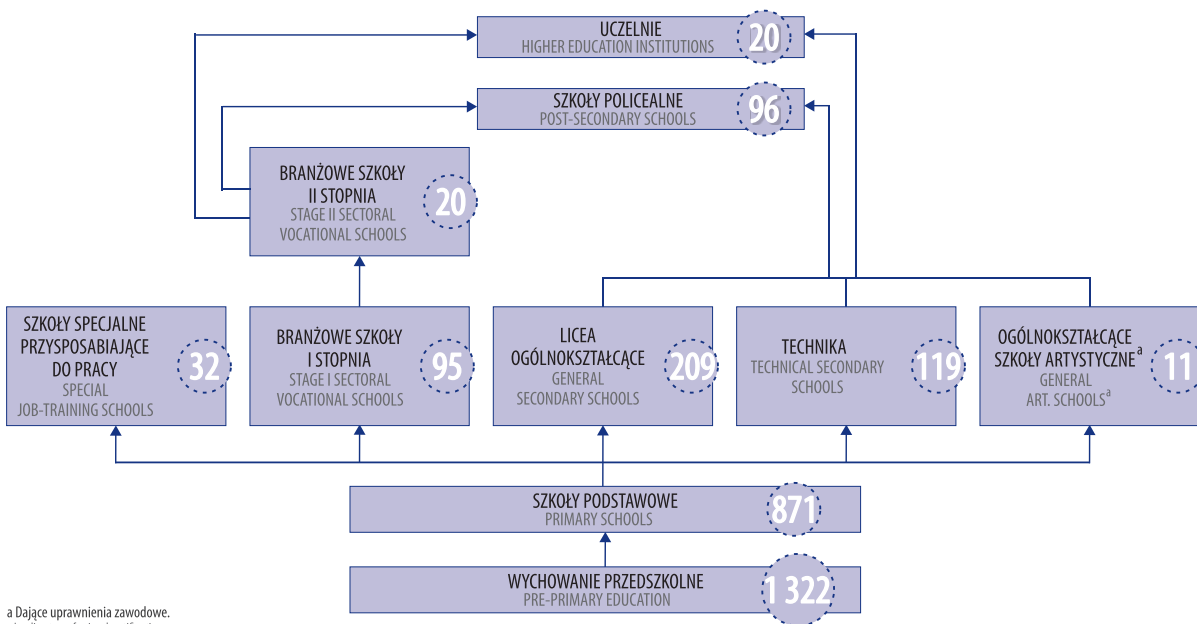 UCZELNIE
HIGHER EDUCATION INSTITUTIONS
20
SZKOŁY POLICEALNE
POST-SECONDARY SCHOOLS
96
BRANŻOWE SZKOŁY
II STOPNIA
STAGE II SECTORAL
VOCATIONAL SCHOOLS
20
SZKOŁY SPECJALNE
PRZYSPOSABIAJĄCE
DO PRACY
SPECIAL
JOB-TRAINING SCHOOLS
32
BRANŻOWE SZKOŁY
I STOPNIA
STAGE I SECTORAL
VOCATIONAL SCHOOLS
95
LICEA
OGÓLNOKSZTAŁCĄCE
GENERAL
SECONDARY SCHOOLS
209
TECHNIKA
TECHNICAL SECONDARY
SCHOOLS
119
OGÓLNOKSZTAŁCĄCE
SZKOŁY ARTYSTYCZNEᵃ
GENERAL
ART. SCHOOLSᵃ
11
SZKOŁY PODSTAWOWE
PRIMARY SCHOOLS
871
WYCHOWANIE PRZEDSZKOLNE
PRE-PRIMARY EDUCATION
1 322
a Dające uprawnienia zawodowe.